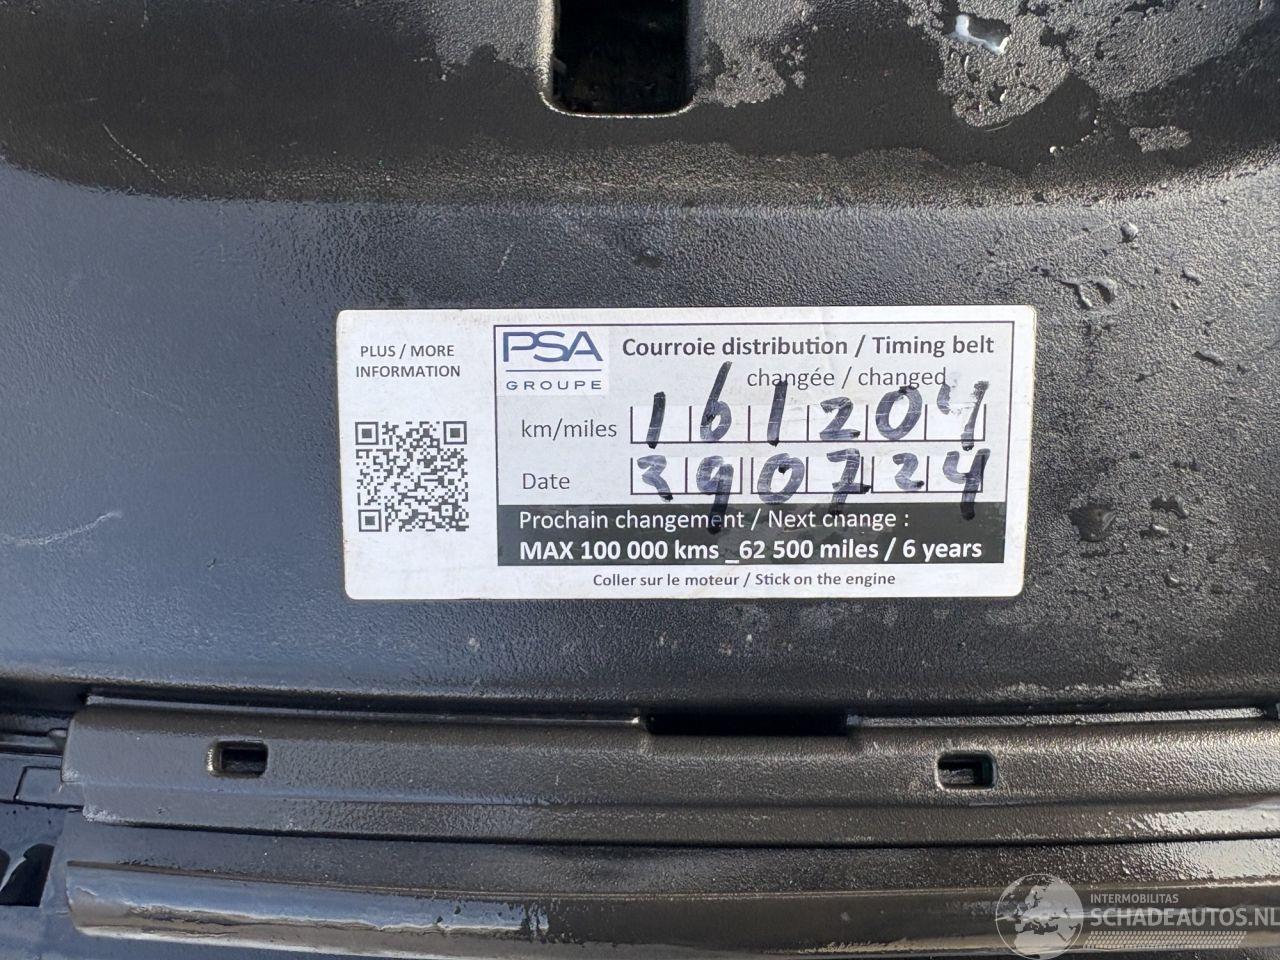 PLUS / MORE
INFORMATION
PSA
GROUPE
Courroie distribution / Timing belt
changée / changed
km/miles 161204
Date 390724
Prochain changement / Next change :
MAX 100 000 kms _62 500 miles / 6 years
Coller sur le moteur / Stick on the engine
INTERMOBILITAS
SCHADEAUTOS.NL